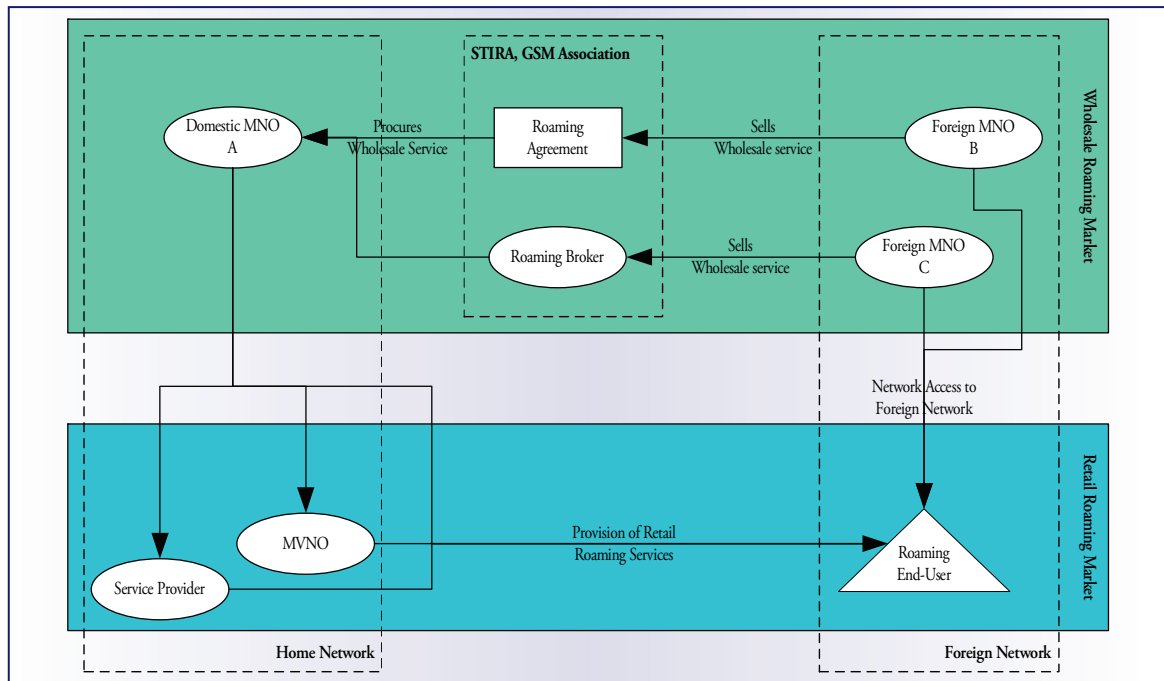 STIRA, GSM Association
Domestic MNO
A
Procures
Wholesale Service
Roaming
Agreement
Sells
Wholesale service
Foreign MNO
B
Roaming Broker
Sells
Wholesale service
Foreign MNO
C
Wholesale Roaming Market
Network Access to
Foreign Network
MVNO
Provision of Retail
Roaming Services
Roaming
End-User
Service Provider
Retail Roaming Market
Home Network
Foreign Network